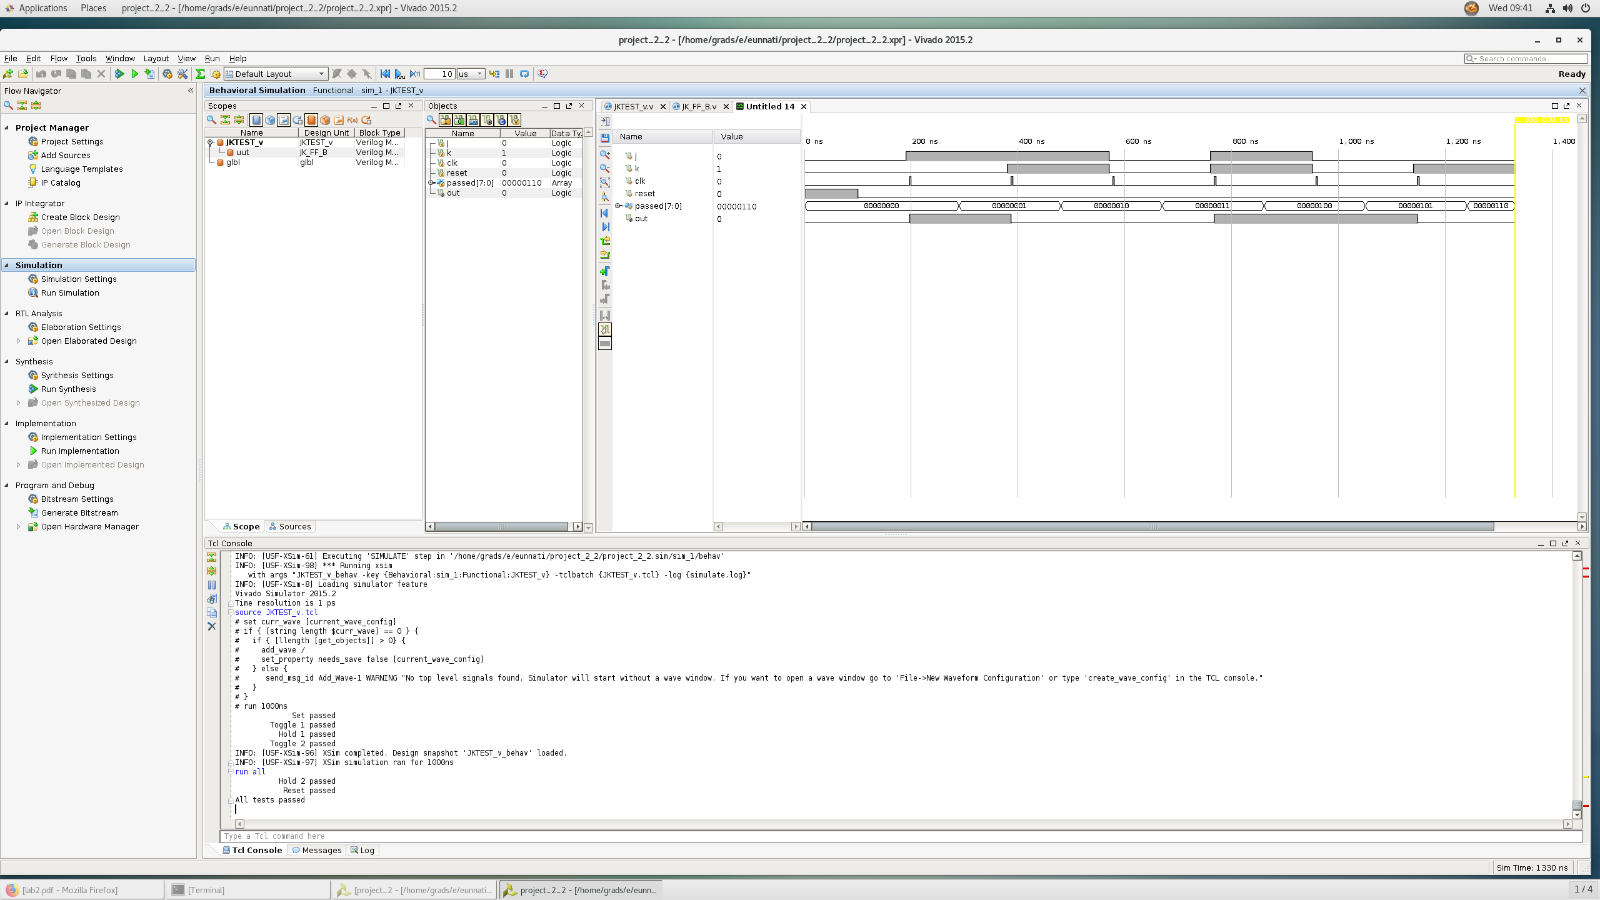 Applications Places project_2_2 - [/home/grads/e/eunnati/project_2_2/project_2_2.xpr] - Vivado 2015.2 Wed 09:41
project_2_2 - [/home/grads/e/eunnati/project_2_2/project_2_2.xpr] - Vivado 2015.2
File Edit Flow Tools Window Layout View Run Help Search commands
Default Layout 10 us Ready
Flow Navigator
Project Manager
Project Settings
Add Sources
Language Templates
IP Catalog
IP Integrator
Create Block Design
Open Block Design
Generate Block Design
Simulation
Simulation Settings
Run Simulation
RTL Analysis
Elaboration Settings
Open Elaborated Design
Synthesis
Synthesis Settings
Run Synthesis
Open Synthesized Design
Implementation
Implementation Settings
Run Implementation
Open Implemented Design
Program and Debug
Bitstream Settings
Generate Bitstream
Open Hardware Manager
Behavioral Simulation - Functional - sim_1 - JKTEST_v
Scopes
Name Design Unit Block Type
JKTEST_v JKTEST_v Verilog M...
uut JK_FF_B Verilog M...
glbl glbl Verilog M...
Scope Sources
Objects
Name Value Data Ty...
j 0 Logic
k 1 Logic
clk 0 Logic
reset 0 Logic
passed[7:0] 00000110 Array
out 0 Logic
JKTEST_v.v JK_FF_B.v Untitled 14
Name Value
0 ns 200 ns 400 ns 600 ns 800 ns 1,000 ns 1,200 ns 1,400
j 0
k 1
clk 0
reset 0
passed[7:0] 00000110 00000000 00000001 00000010 00000011 00000100 00000101 00000110
out 0
Tcl Console
INFO: [USF-XSim-61] Executing 'SIMULATE' step in '/home/grads/e/eunnati/project_2_2/project_2_2.sim/sim_1/behav'
INFO: [USF-XSim-98] *** Running xsim
with args "JKTEST_v_behav -key {Behavioral:sim_1:Functional:JKTEST_v} -tclbatch {JKTEST_v.tcl} -log {simulate.log}"
INFO: [USF-XSim-8] Loading simulator feature
Vivado Simulator 2015.2
Time resolution is 1 ps
source JKTEST_v.tcl
# set curr_wave [current_wave_config]
# if { [string length $curr_wave] == 0 } {
# if { [llength [get_objects]] > 0} {
# add_wave /
# set_property needs_save false [current_wave_config]
# } else {
# send_msg_id Add_Wave-1 WARNING "No top level signals found. Simulator will start without a wave window. If you want to open a wave window go to 'File->New Waveform Configuration' or type 'create_wave_config' in the TCL console."
# }
# }
# run 1000ns
Set passed
Toggle 1 passed
Hold 1 passed
Toggle 2 passed
INFO: [USF-XSim-96] XSim completed. Design snapshot 'JKTEST_v_behav' loaded.
INFO: [USF-XSim-97] XSim simulation ran for 1000ns
run all
Hold 2 passed
Reset passed
All tests passed
Type a Tcl command here
Tcl Console Messages Log
Sim Time: 1330 ns
[lab2.pdf - Mozilla Firefox] [Terminal] [project_2_2 - [/home/grads/e/eunnati... project_2_2 - [/home/grads/e/eunn... 1 / 4